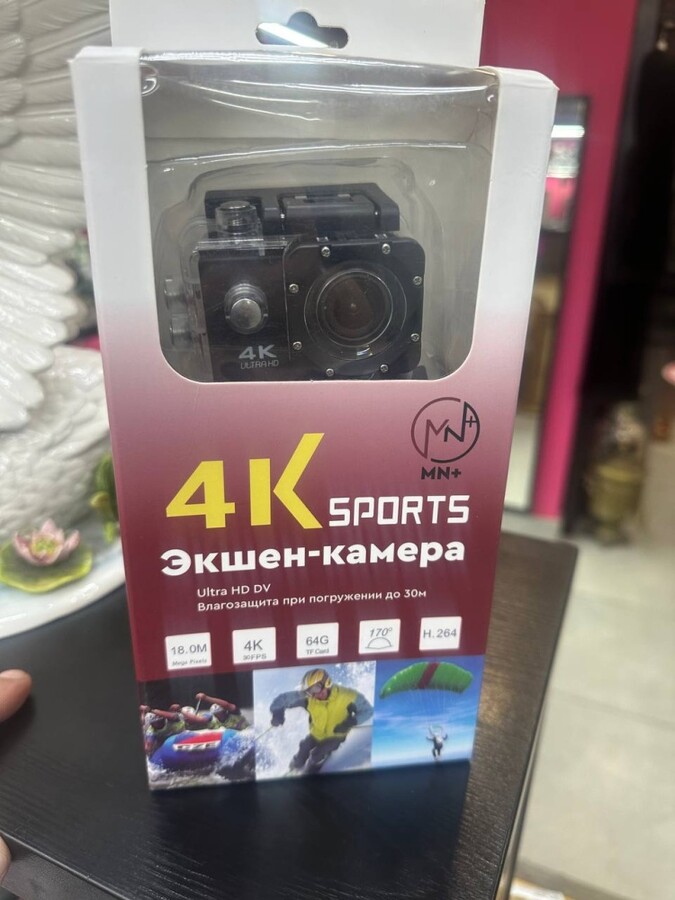 4K
ULTRA HD
MN+
MN+
4K SPORTS
Экшен-камера
Ultra HD DV
Влагозащита при погружении до 30м
18.0M
Mega Pixels
4K
30FPS
64G
TF Card
170°
H.264